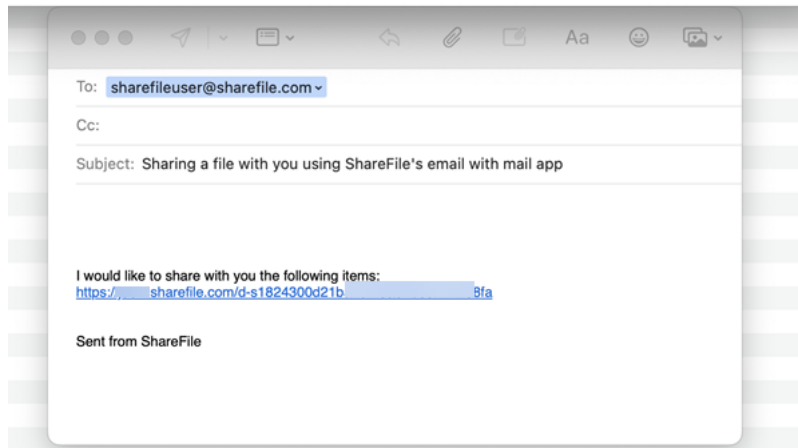 Aa
To: sharefileuser@sharefile.com
Cc:
Subject: Sharing a file with you using ShareFile's email with mail app
I would like to share with you the following items:
https:/ sharefile.com/d-s1824300d21b 8fa
Sent from ShareFile